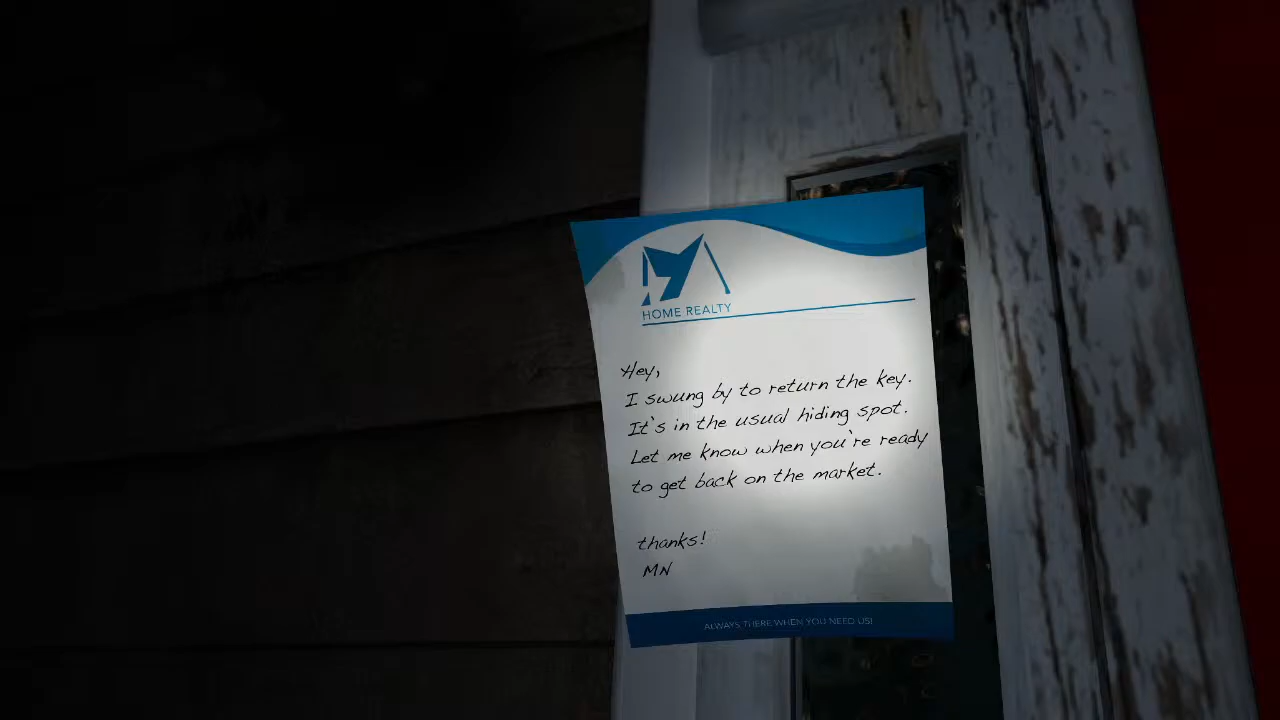 HOME REALTY
Hey,
I swung by to return the key.
It's in the usual hiding spot.
Let me know when you're ready
to get back on the market.
thanks!
MN
ALWAYS THERE WHEN YOU NEED US!